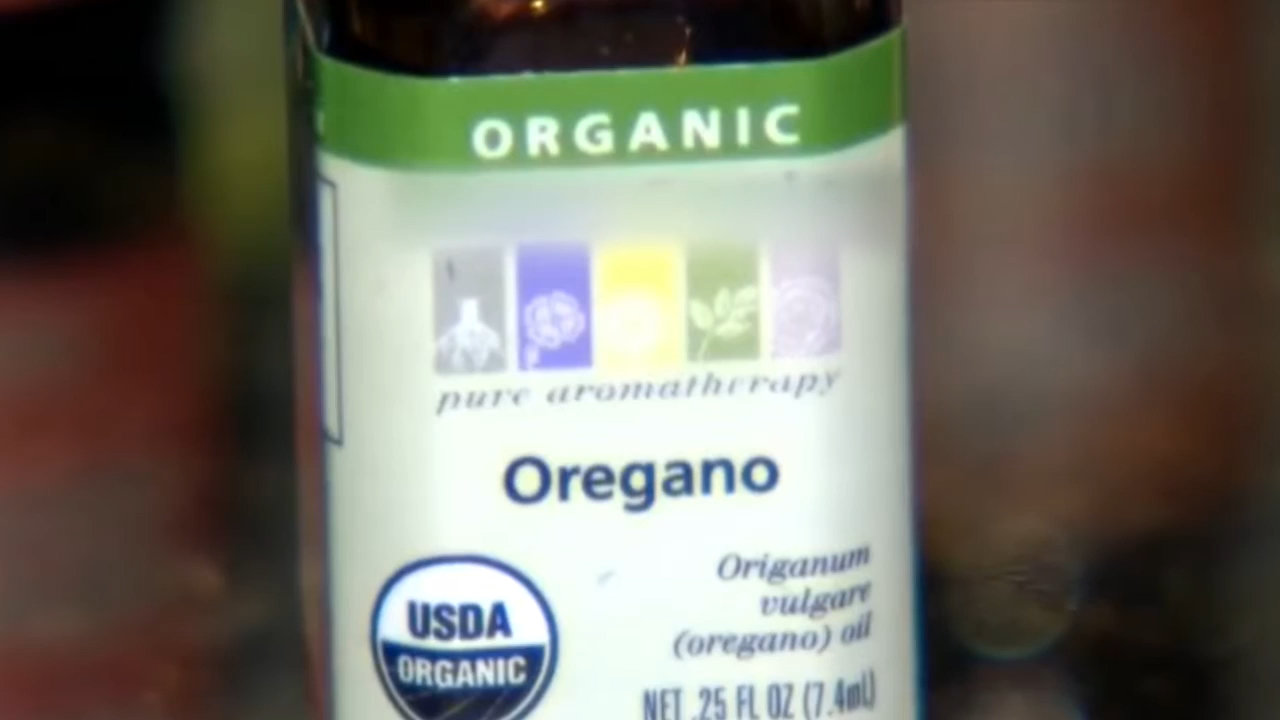 ORGANIC
pure aromatherapy
Oregano
USDA
ORGANIC
Origanum
vulgare
(oregano) oil
NET .25 FL OZ (7.4mL)